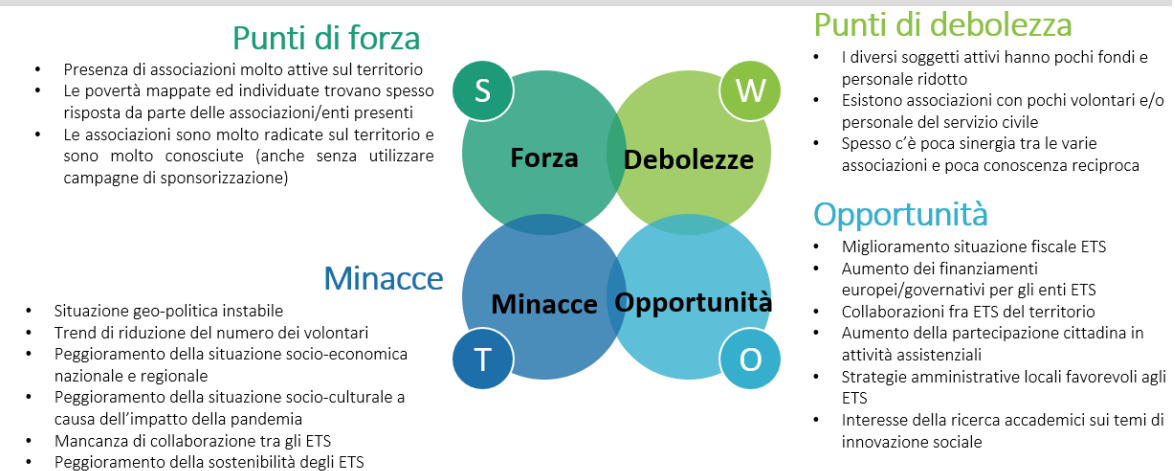 Punti di forza
• Presenza di associazioni molto attive sul territorio
• Le povertà mappate ed individuate trovano spesso
risposta da parte delle associazioni/enti presenti
• Le associazioni sono molto radicate sul territorio e
sono molto conosciute (anche senza utilizzare
campagne di sponsorizzazione)
S
W
Forza
Debolezze
Minacce
Opportunità
T
O
Punti di debolezza
• I diversi soggetti attivi hanno pochi fondi e
personale ridotto
• Esistono associazioni con pochi volontari e/o
personale del servizio civile
• Spesso c'è poca sinergia tra le varie
associazioni e poca conoscenza reciproca
Minacce
• Situazione geo-politica instabile
• Trend di riduzione del numero dei volontari
• Peggioramento della situazione socio-economica
nazionale e regionale
• Peggioramento della situazione socio-culturale a
causa dell'impatto della pandemia
• Mancanza di collaborazione tra gli ETS
• Peggioramento della sostenibilità degli ETS
Opportunità
• Miglioramento situazione fiscale ETS
• Aumento dei finanziamenti
europei/governativi per gli enti ETS
• Collaborazioni fra ETS del territorio
• Aumento della partecipazione cittadina in
attività assistenziali
• Strategie amministrative locali favorevoli agli
ETS
• Interesse della ricerca accademici sui temi di
innovazione sociale